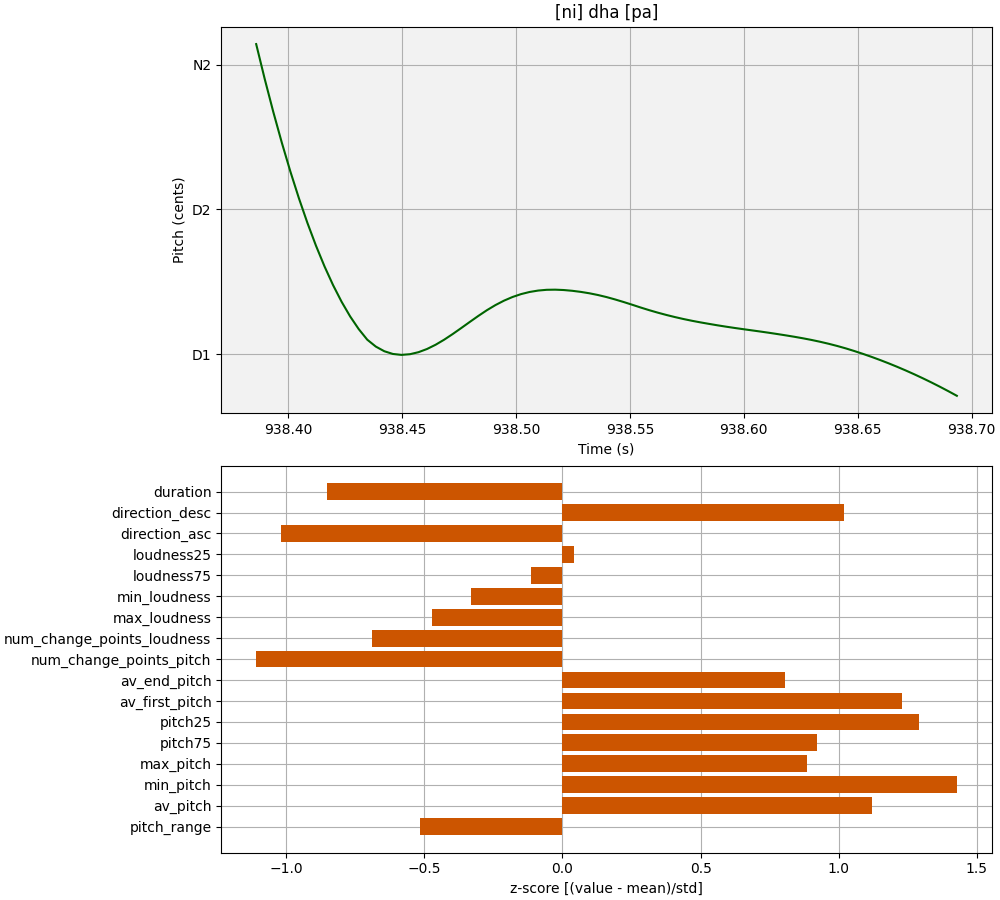 [ni] dha [pa]
N2
D2
D1
Pitch (cents)
938.40 938.45 938.50 938.55 938.60 938.65 938.70
Time (s)
duration
direction_desc
direction_asc
loudness25
loudness75
min_loudness
max_loudness
num_change_points_loudness
num_change_points_pitch
av_end_pitch
av_first_pitch
pitch25
pitch75
max_pitch
min_pitch
av_pitch
pitch_range
−1.0 −0.5 0.0 0.5 1.0 1.5
z-score [(value - mean)/std]